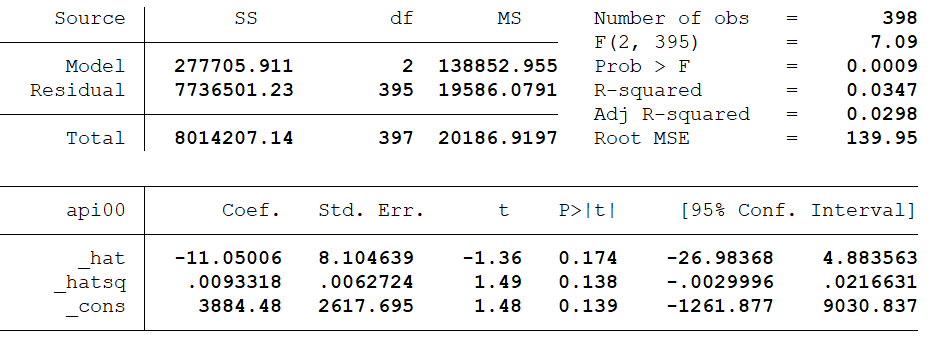 Source SS df MS Number of obs = 398
F(2, 395) = 7.09
Model 277705.911 2 138852.955 Prob > F = 0.0009
Residual 7736501.23 395 19586.0791 R-squared = 0.0347
Adj R-squared = 0.0298
Total 8014207.14 397 20186.9197 Root MSE = 139.95
api00 Coef. Std. Err. t P>|t| [95% Conf. Interval]
_hat -11.05006 8.104639 -1.36 0.174 -26.98368 4.883563
_hatsq .0093318 .0062724 1.49 0.138 -.0029996 .0216631
_cons 3884.48 2617.695 1.48 0.139 -1261.877 9030.837